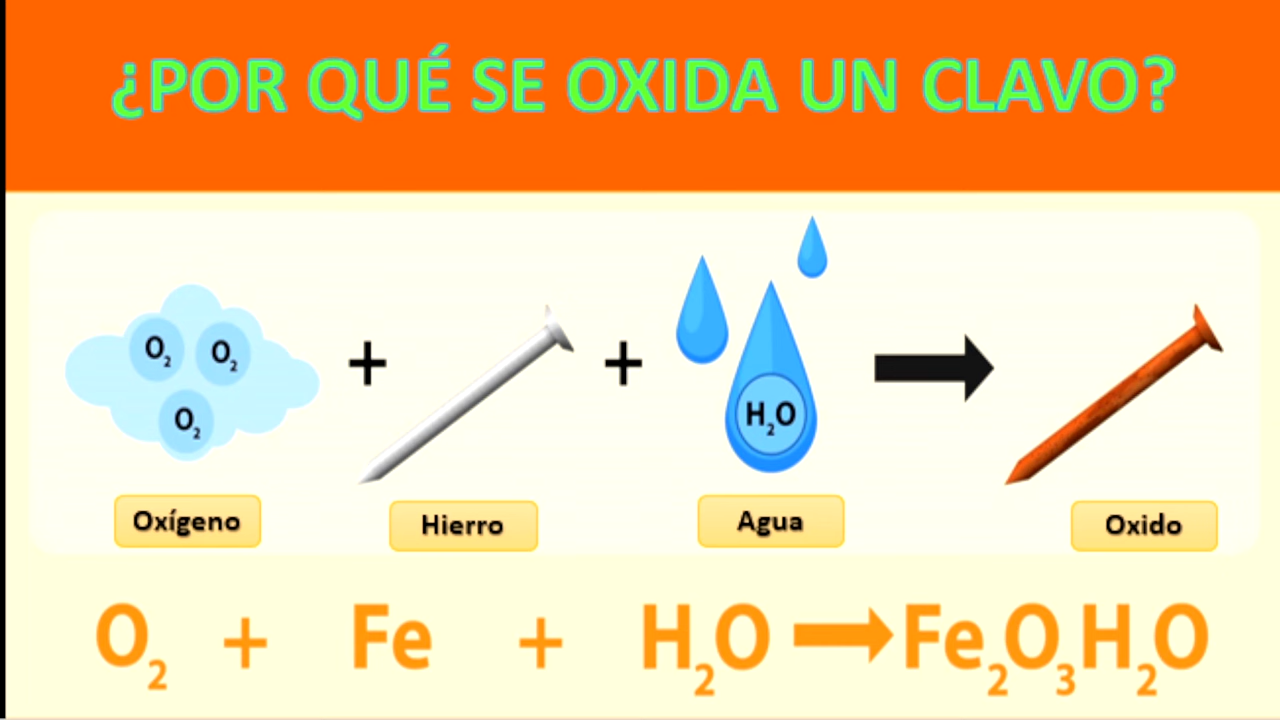 ¿POR QUÉ SE OXIDA UN CLAVO?
O₂ O₂
O₂
+ + H₂O
Oxígeno Hierro Agua Oxido
O₂ + Fe + H₂O → Fe₂O₃H₂O